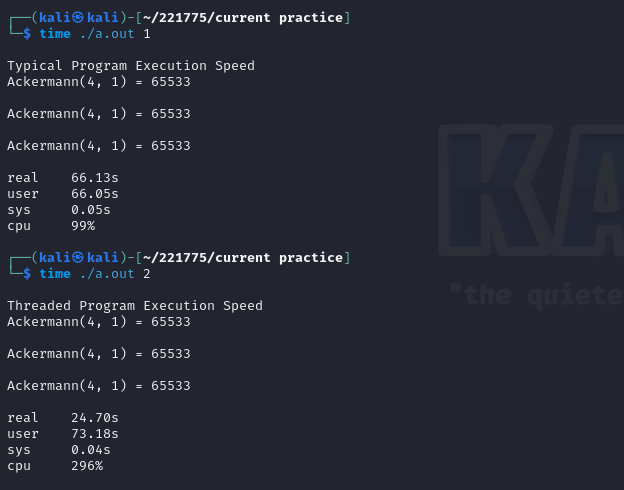 ┌──(kali㉿kali)-[~/221775/current practice]
└─$ time ./a.out 1
Typical Program Execution Speed
Ackermann(4, 1) = 65533
Ackermann(4, 1) = 65533
Ackermann(4, 1) = 65533
real    66.13s
user    66.05s
sys     0.05s
cpu     99%
┌──(kali㉿kali)-[~/221775/current practice]
└─$ time ./a.out 2
Threaded Program Execution Speed
Ackermann(4, 1) = 65533
Ackermann(4, 1) = 65533
Ackermann(4, 1) = 65533
real    24.70s
user    73.18s
sys     0.04s
cpu     296%
KA
"the quiete